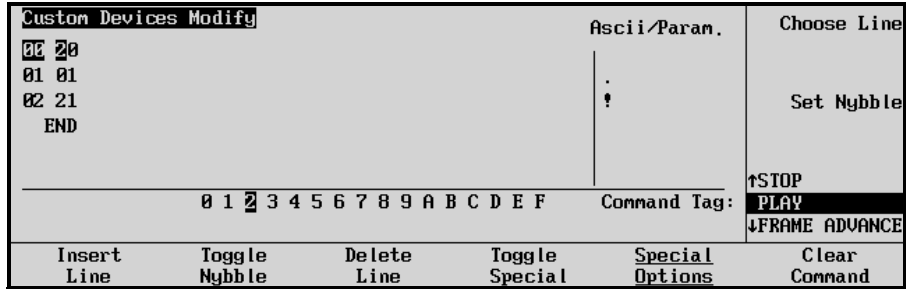 Custom Devices Modify
Ascii/Param.
Choose Line
00 20
01 01 .
02 21 !
Set Nybble
END
↑STOP
0 1 2 3 4 5 6 7 8 9 A B C D E F
Command Tag:
PLAY
↓FRAME ADVANCE
Insert Line
Toggle Nybble
Delete Line
Toggle Special
Special Options
Clear Command